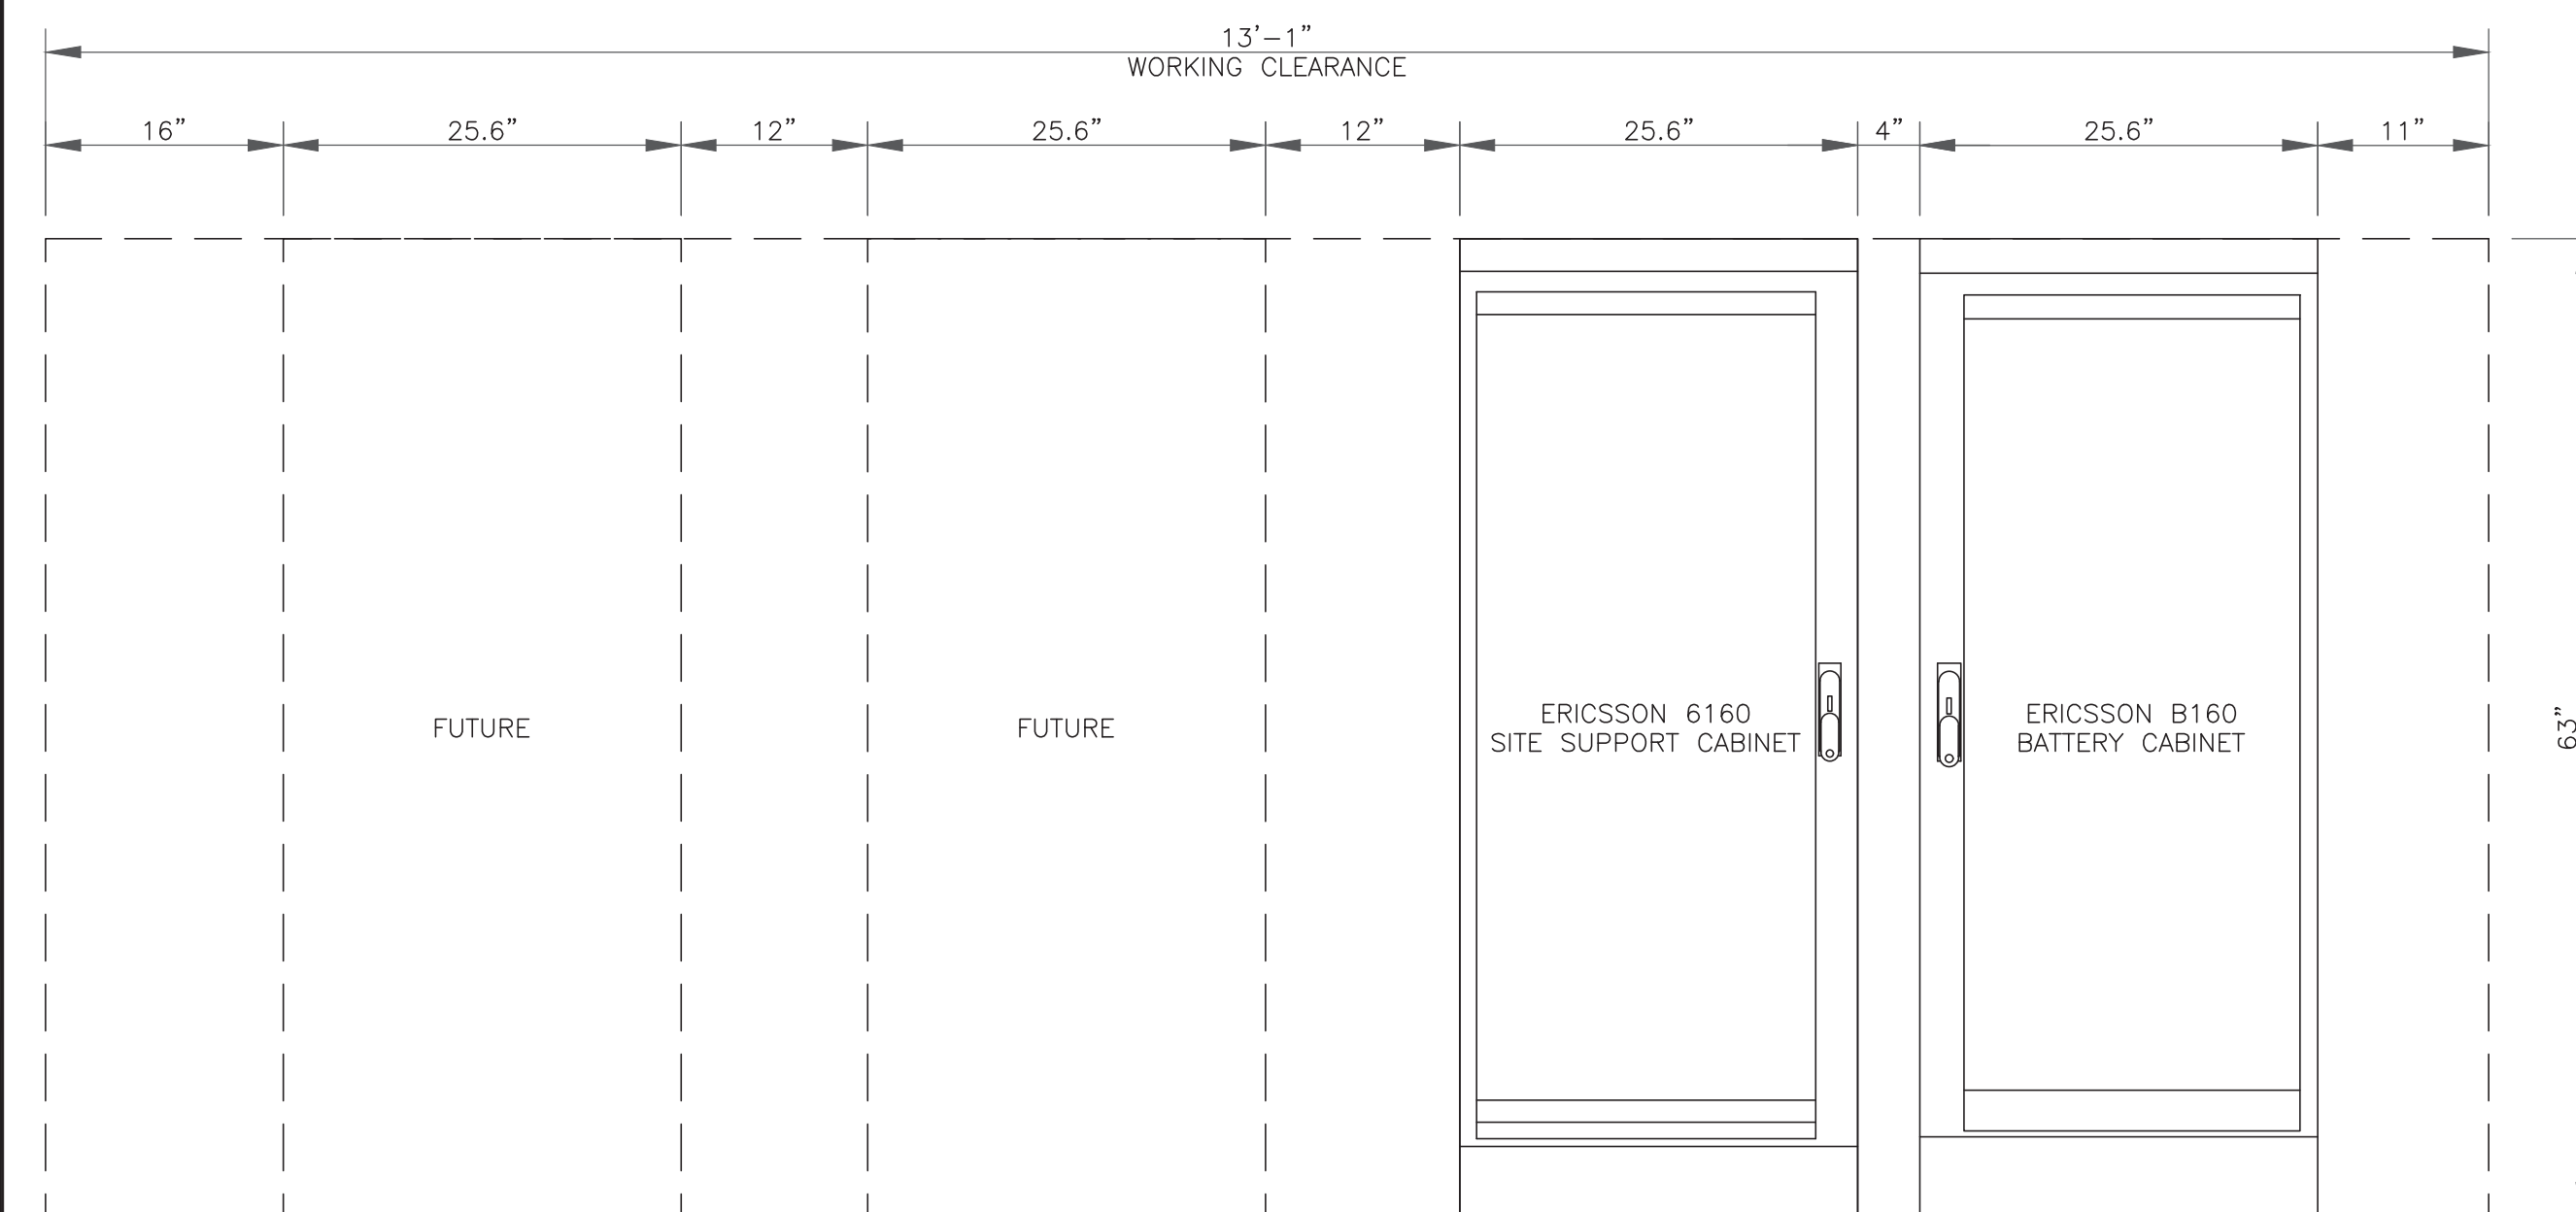 13’–1”
WORKING CLEARANCE
16”
25.6”
12”
25.6”
12”
25.6”
4”
25.6”
11”
FUTURE
FUTURE
ERICSSON 6160
SITE SUPPORT CABINET
ERICSSON B160
BATTERY CABINET
63”